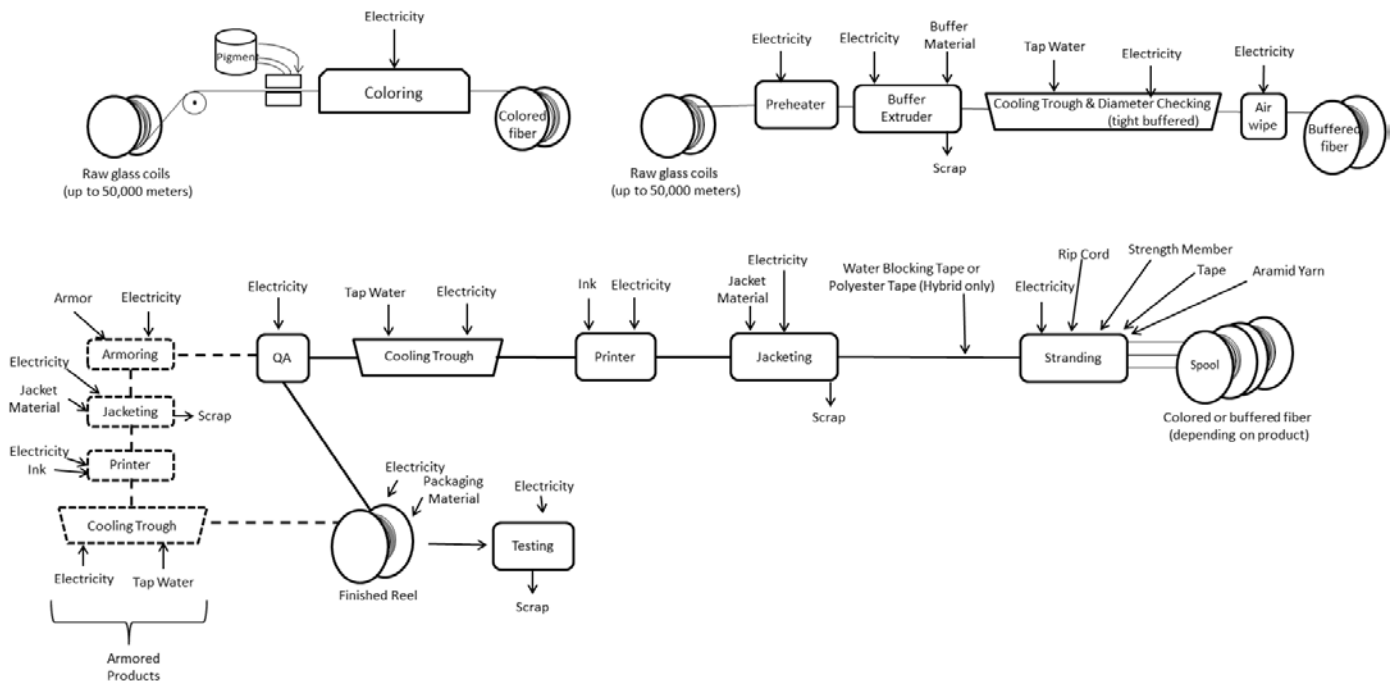 Electricity
Pigment
Coloring
Colored
fiber
Raw glass coils
(up to 50,000 meters)
Electricity
Electricity
Buffer
Material
Tap Water
Electricity
Electricity
Preheater
Buffer
Extruder
Cooling Trough & Diameter Checking
(tight buffered)
Air
wipe
Buffered
fiber
Scrap
Raw glass coils
(up to 50,000 meters)
Armor
Electricity
Electricity
Tap Water
Electricity
Ink
Electricity
Jacket
Material
Electricity
Water Blocking Tape or
Polyester Tape (Hybrid only)
Electricity
Rip Cord
Strength Member
Tape
Aramid Yarn
Armoring
QA
Cooling Trough
Printer
Jacketing
Stranding
Spool
Scrap
Colored or buffered fiber
(depending on product)
Electricity
Jacket
Material
Jacketing
Scrap
Electricity
Ink
Printer
Cooling Trough
Electricity
Tap Water
Armored
Products
Electricity
Packaging
Material
Finished Reel
Electricity
Testing
Scrap